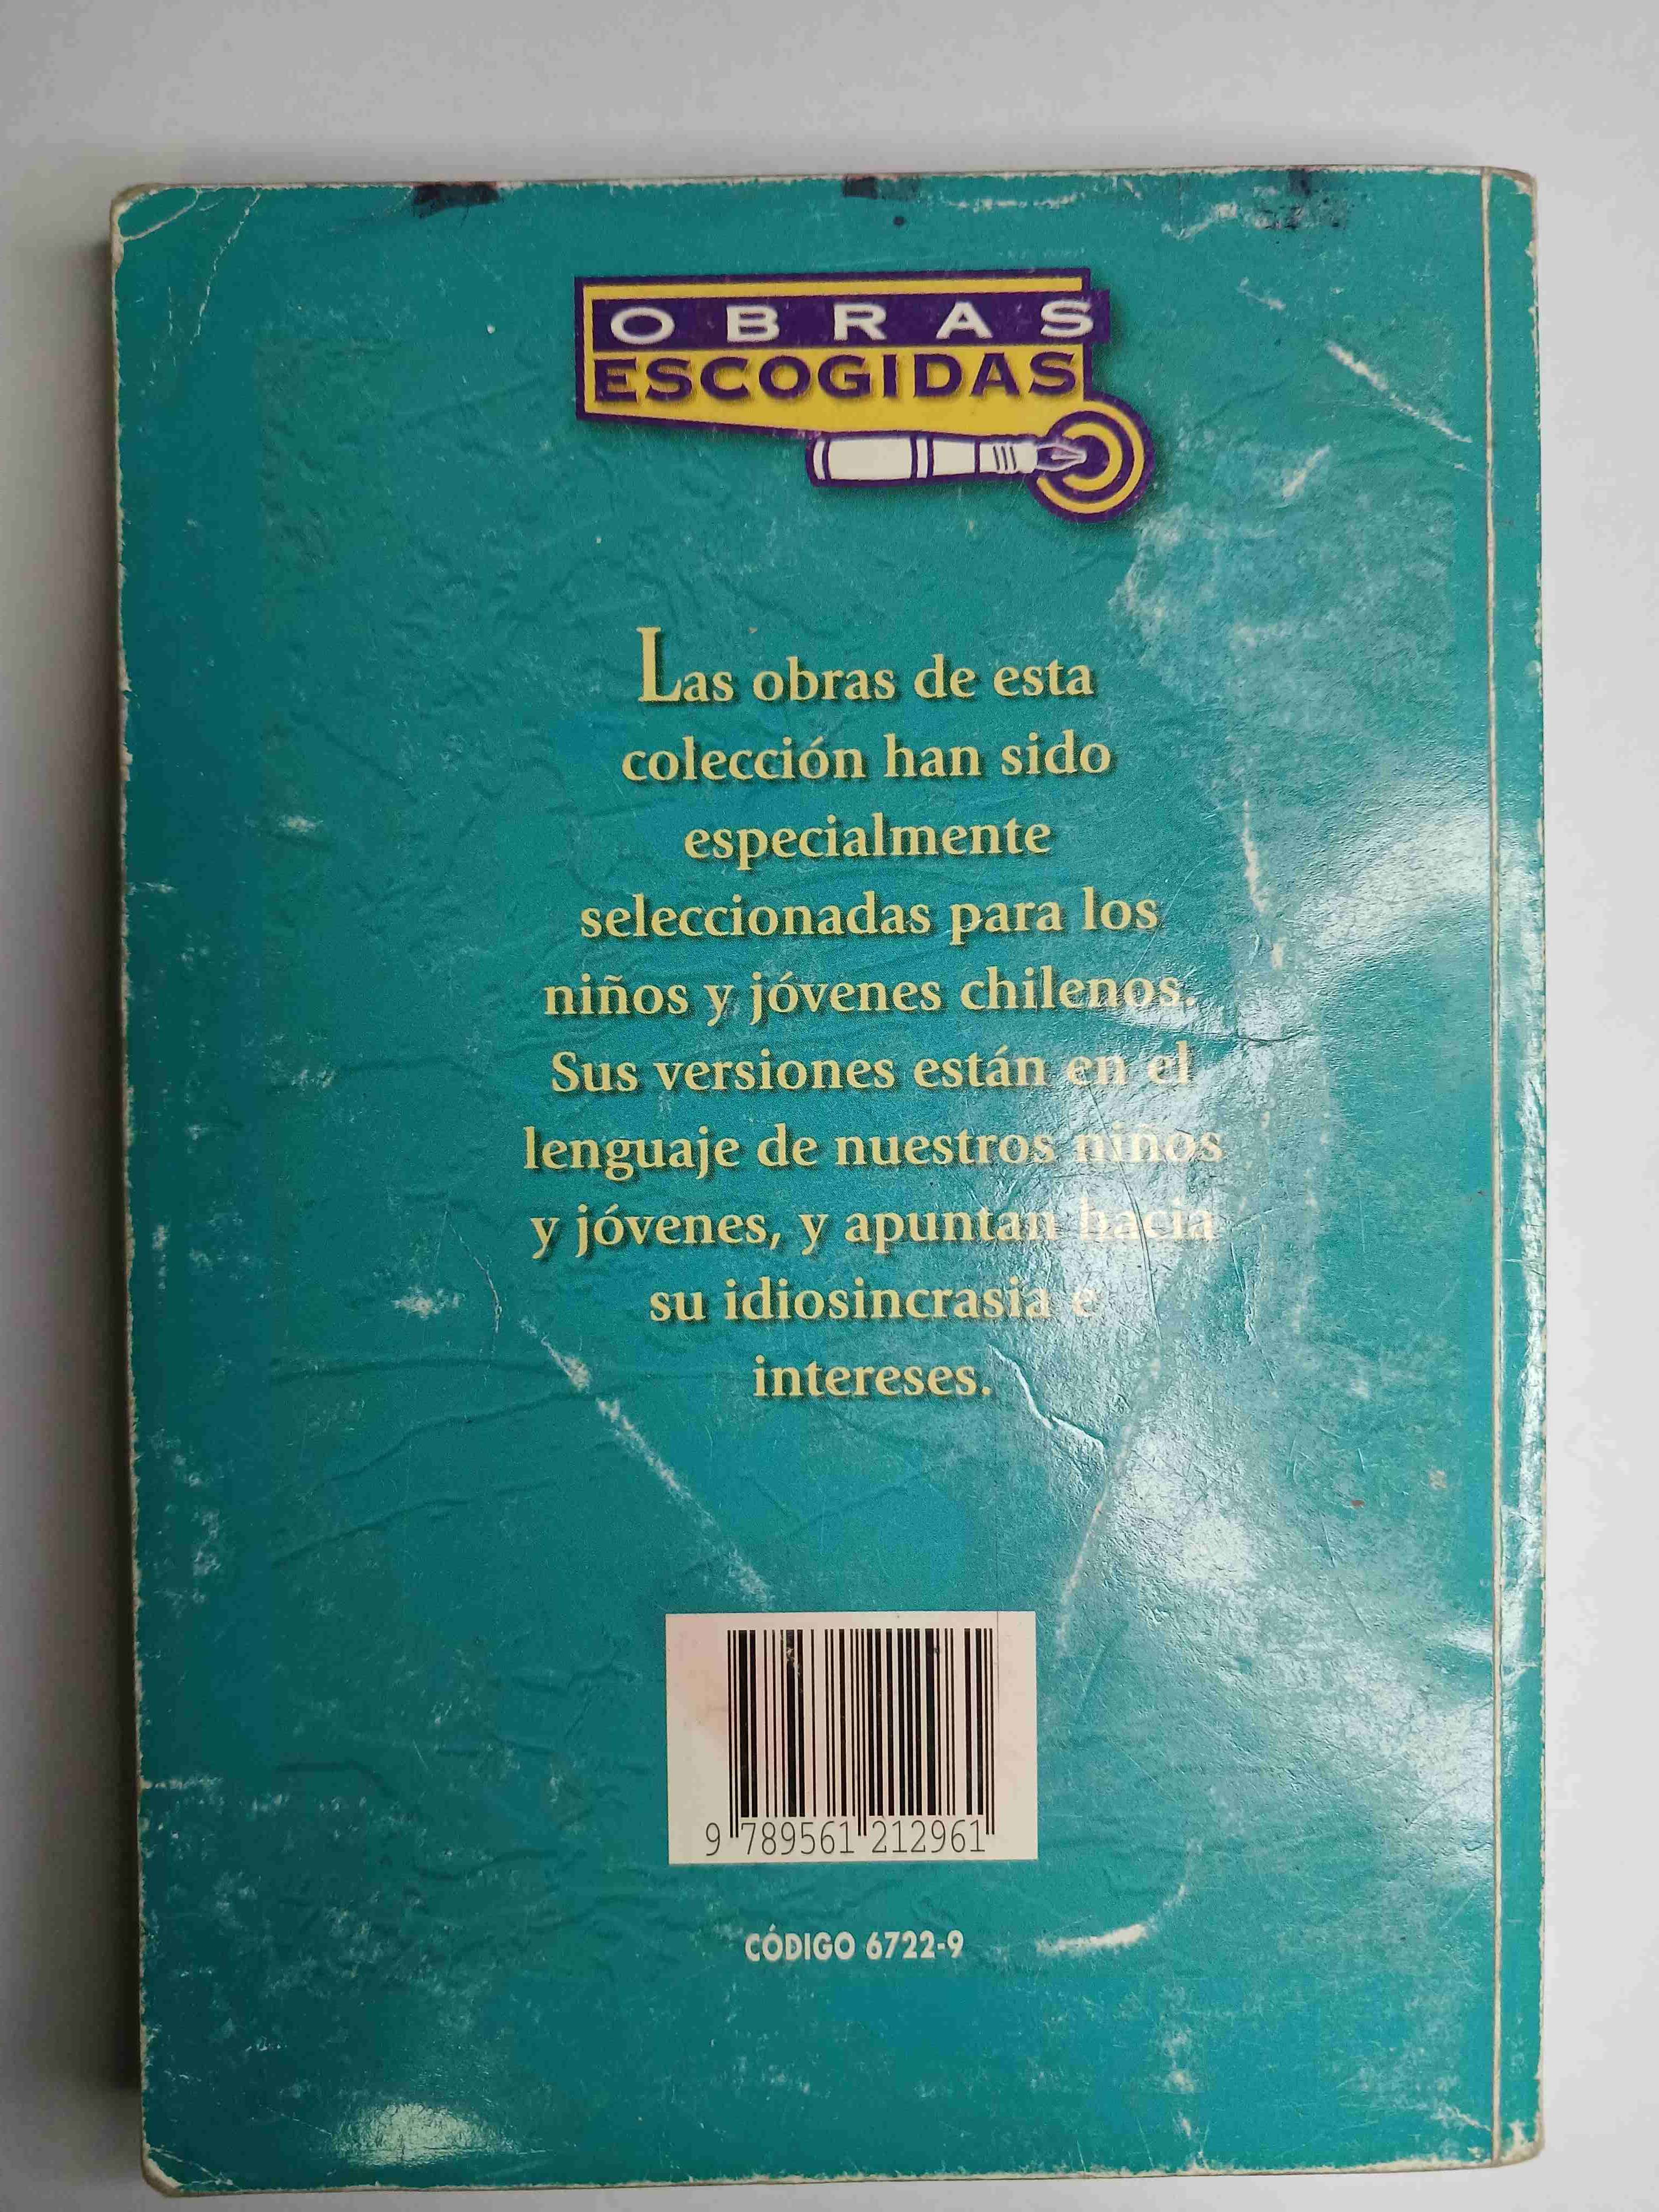 OBRAS
ESCOGIDAS
Las obras de esta
colección han sido
especialmente
seleccionadas para los
niños y jóvenes chilenos.
Sus versiones están en el
lenguaje de nuestros niños
y jóvenes, y apuntan hacia
su idiosincrasia e
intereses.
9 789561 212961
CÓDIGO 6722-9